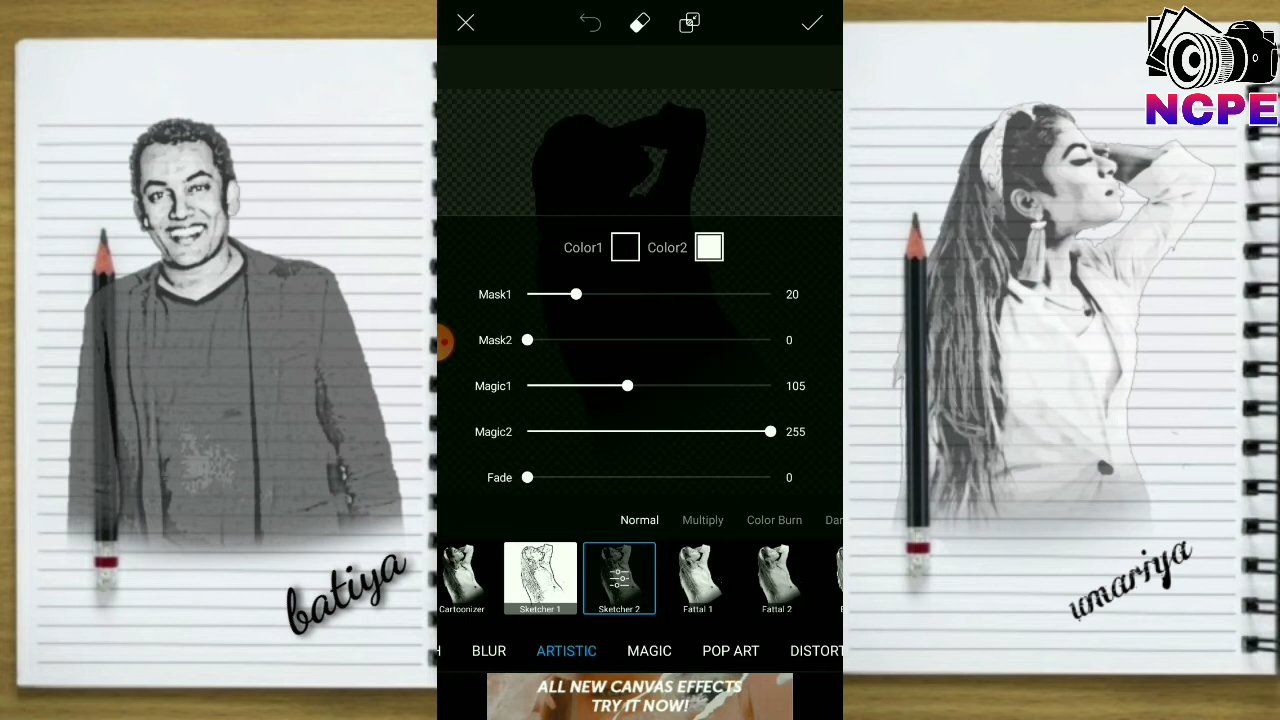 NCPE
Color1 Color2
Mask1 20
Mask2 0
Magic1 105
Magic2 255
Fade 0
Normal Multiply Color Burn
Cartoonizer Sketcher 1 Sketcher 2 Fattal 1 Fattal 2
BLUR ARTISTIC MAGIC POP ART DISTORT
ALL NEW CANVAS EFFECTS
TRY IT NOW!
batiya
umariya